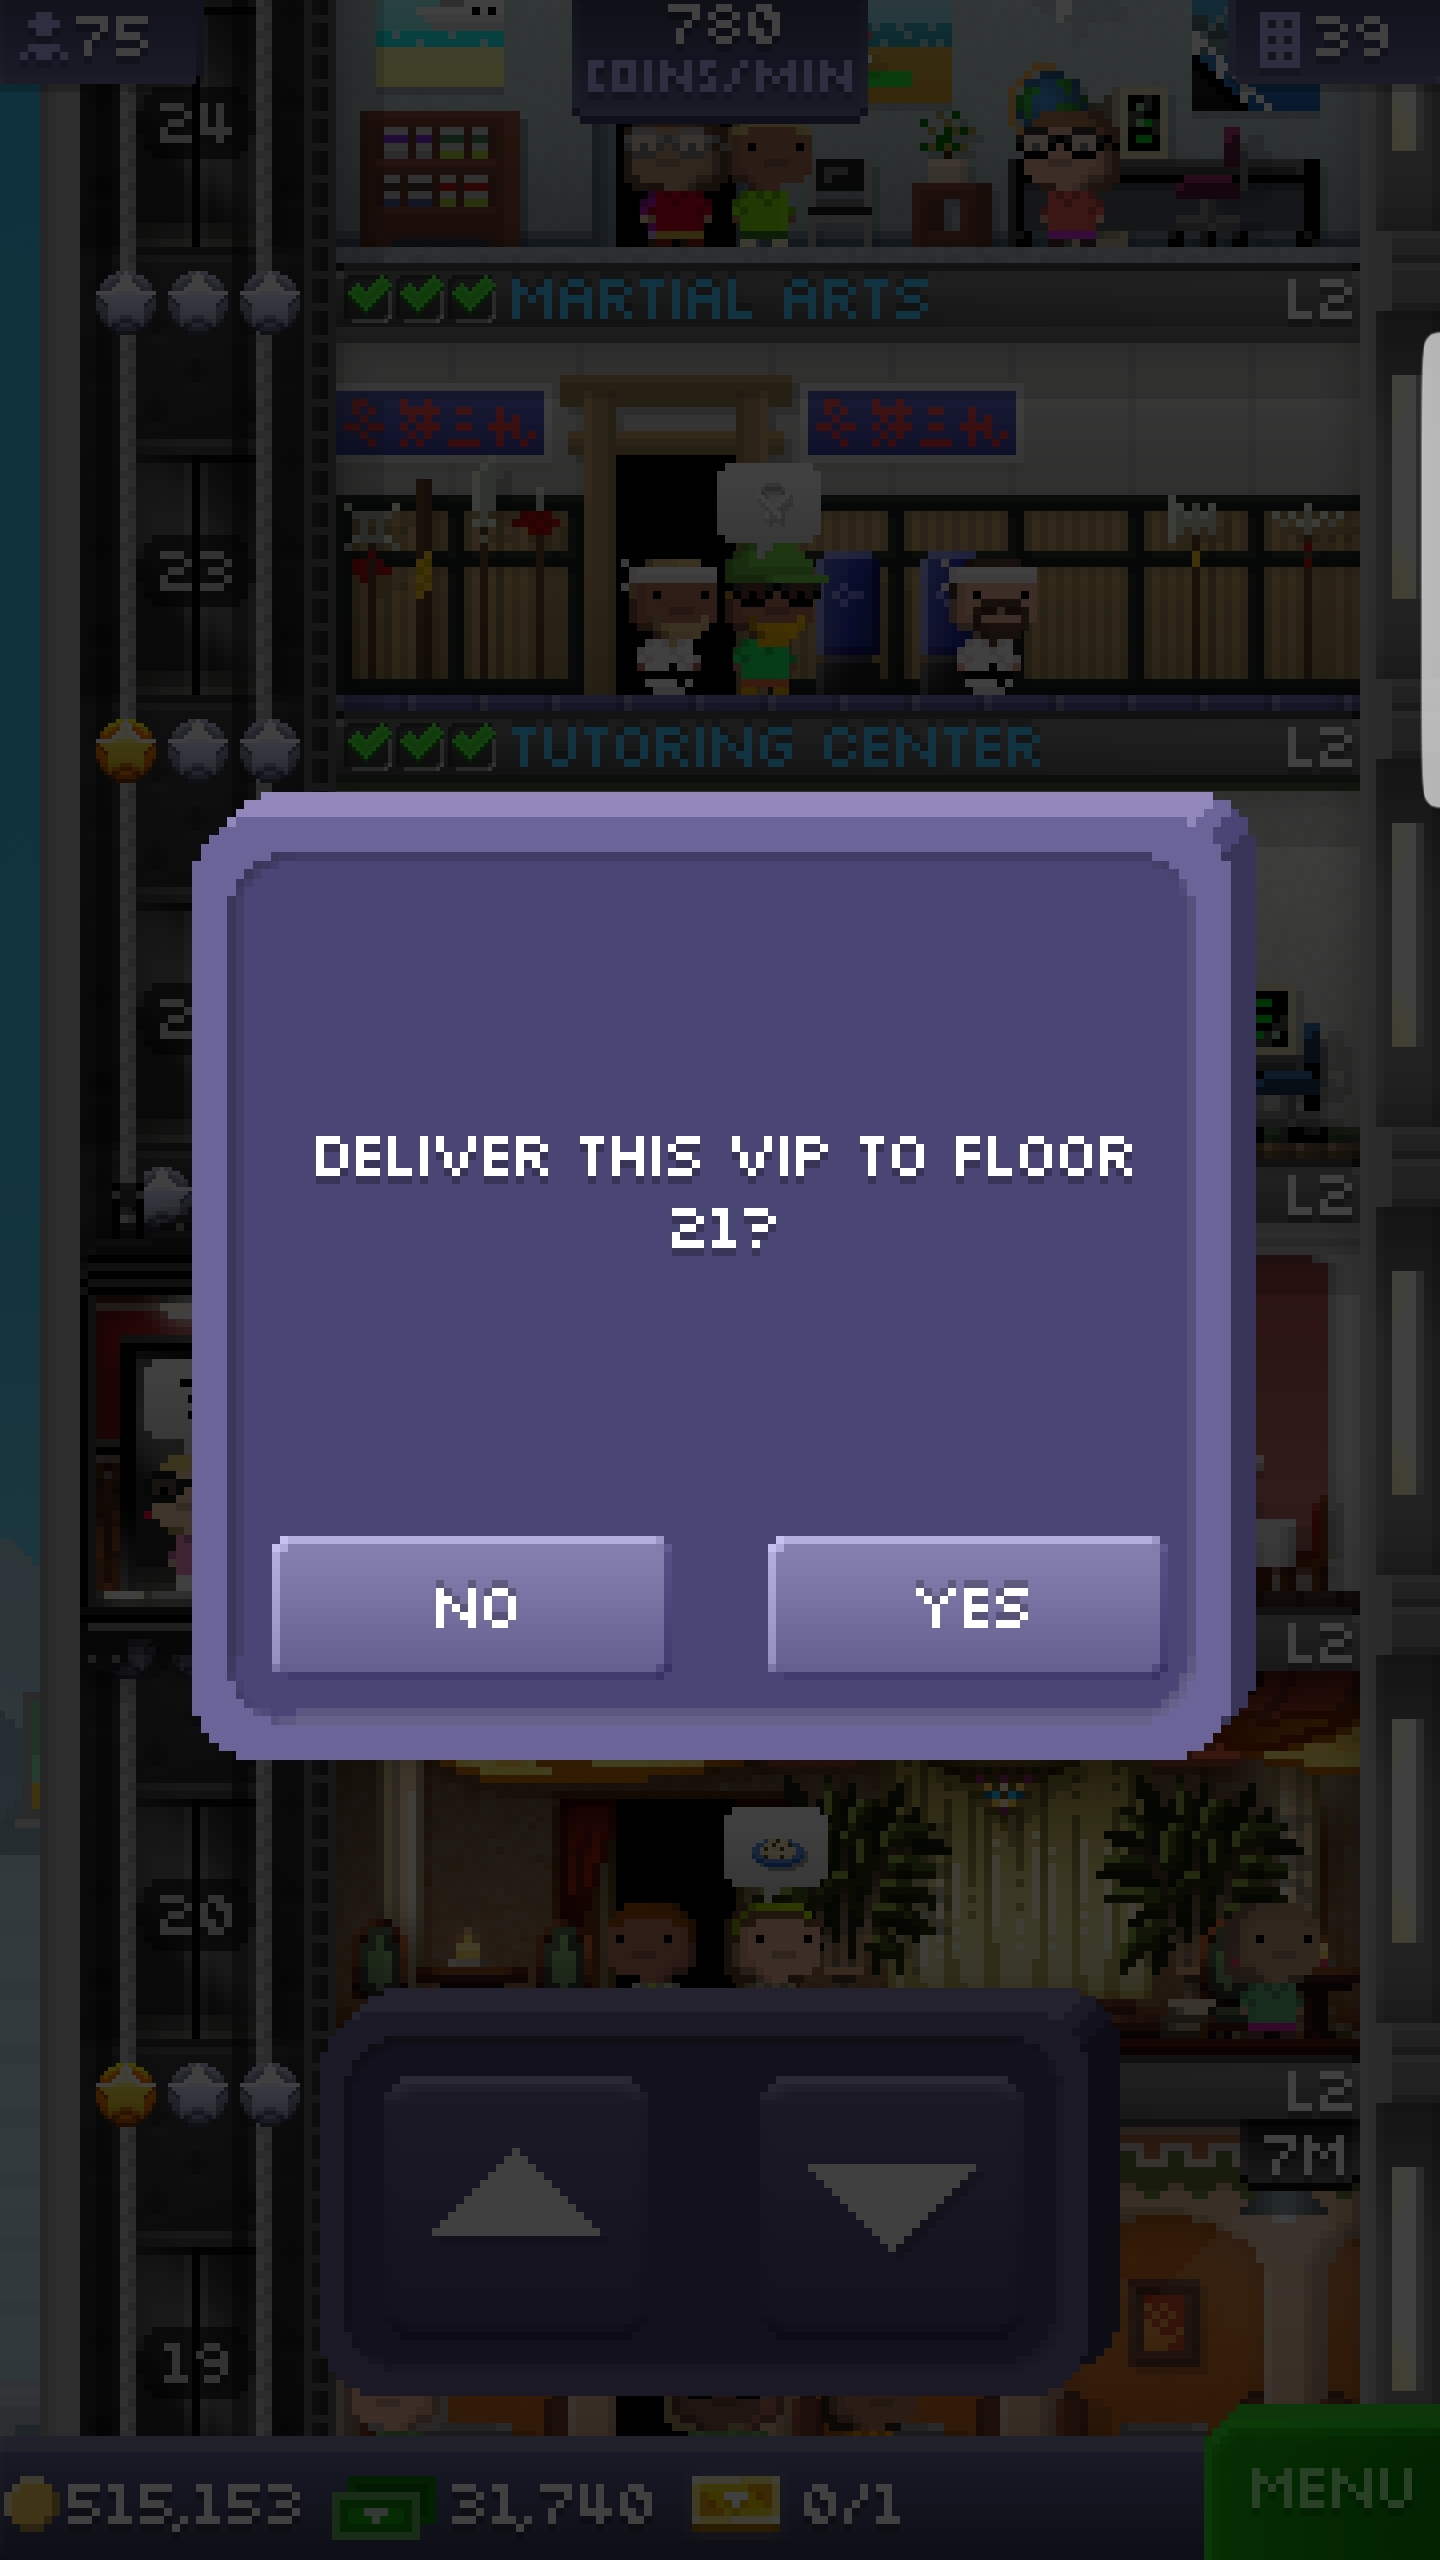 75
780
COINS/MIN
39
24
MARTIAL ARTS L2
23
TUTORING CENTER L2
2
L2
DELIVER THIS VIP TO FLOOR
21?
NO YES
L2
20
L2
7M
19
515,153 31,740 0/1 MENU